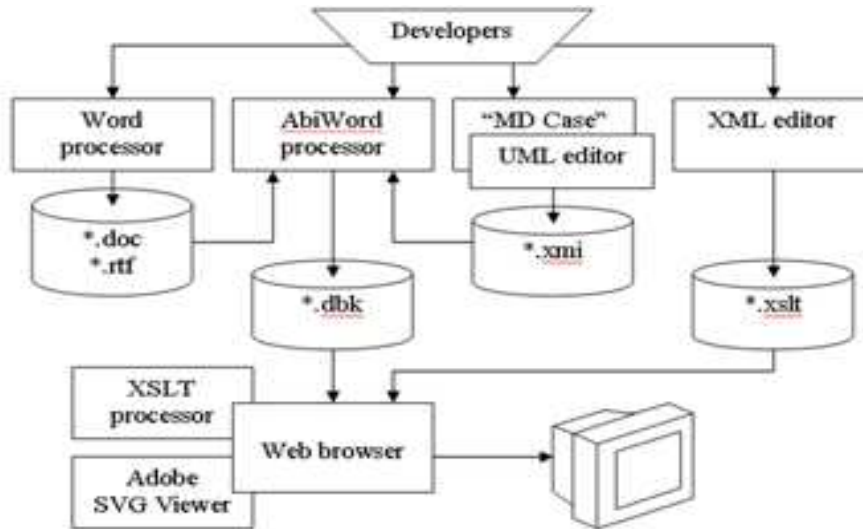 Developers
Word
processor
AbiWord
processor
“MD Case”
UML editor
XML editor
*.doc
*.rtf
*.xmi
*.dbk
*.xslt
XSLT
processor
Web browser
Adobe
SVG Viewer